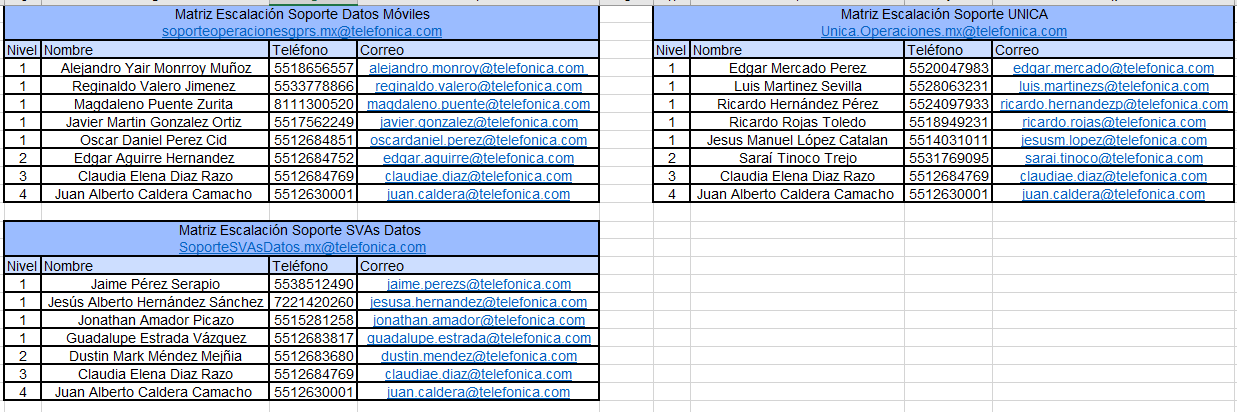 Matriz Escalación Soporte Datos Móviles
soporteoperacionesgprs.mx@telefonica.com
Nivel Nombre Teléfono Correo
1 Alejandro Yair Monrroy Muñoz 5518656557 alejandro.monroy@telefonica.com
1 Reginaldo Valero Jimenez 5533778866 reginaldo.valero@telefonica.com
1 Magdaleno Puente Zurita 8111300520 magdaleno.puente@telefonica.com
1 Javier Martin Gonzalez Ortiz 5517562249 javier.gonzalez@telefonica.com
1 Oscar Daniel Perez Cid 5512684851 oscardaniel.perez@telefonica.com
2 Edgar Aguirre Hernandez 5512684752 edgar.aguirre@telefonica.com
3 Claudia Elena Diaz Razo 5512684769 claudiae.diaz@telefonica.com
4 Juan Alberto Caldera Camacho 5512630001 juan.caldera@telefonica.com
Matriz Escalación Soporte UNICA
Unica.Operaciones.mx@telefonica.com
Nivel Nombre Teléfono Correo
1 Edgar Mercado Perez 5520047983 edgar.mercado@telefonica.com
1 Luis Martinez Sevilla 5528063231 luis.martinezs@telefonica.com
1 Ricardo Hernández Pérez 5524097933 ricardo.hernandezp@telefonica.com
1 Ricardo Rojas Toledo 5518949231 ricardo.rojas@telefonica.com
1 Jesus Manuel López Catalan 5514031011 jesusm.lopez@telefonica.com
2 Saraí Tinoco Trejo 5531769095 sarai.tinoco@telefonica.com
3 Claudia Elena Diaz Razo 5512684769 claudiae.diaz@telefonica.com
4 Juan Alberto Caldera Camacho 5512630001 juan.caldera@telefonica.com
Matriz Escalación Soporte SVAs Datos
SoporteSVAsDatos.mx@telefonica.com
Nivel Nombre Teléfono Correo
1 Jaime Pérez Serapio 5538512490 jaime.perezs@telefonica.com
1 Jesús Alberto Hernández Sánchez 7221420260 jesusa.hernandez@telefonica.com
1 Jonathan Amador Picazo 5515281258 jonathan.amador@telefonica.com
1 Guadalupe Estrada Vázquez 5512683817 guadalupe.estrada@telefonica.com
2 Dustin Mark Méndez Mejñia 5512683680 dustin.mendez@telefonica.com
3 Claudia Elena Diaz Razo 5512684769 claudiae.diaz@telefonica.com
4 Juan Alberto Caldera Camacho 5512630001 juan.caldera@telefonica.com